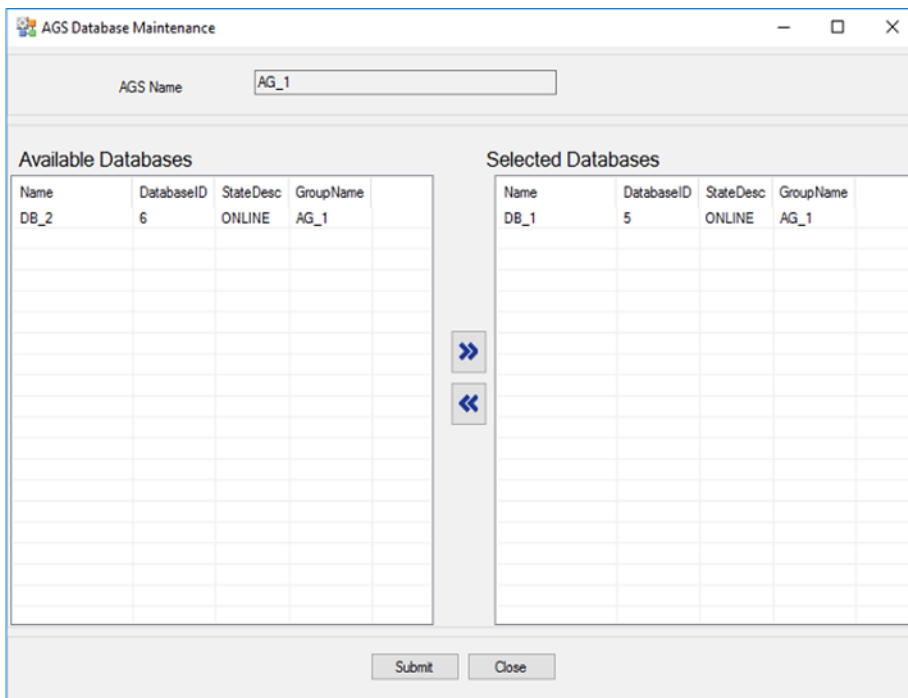 AGS Database Maintenance
AGS Name AG_1
Available Databases
Name DatabaseID StateDesc GroupName
DB_2 6 ONLINE AG_1
Selected Databases
Name DatabaseID StateDesc GroupName
DB_1 5 ONLINE AG_1
Submit Close